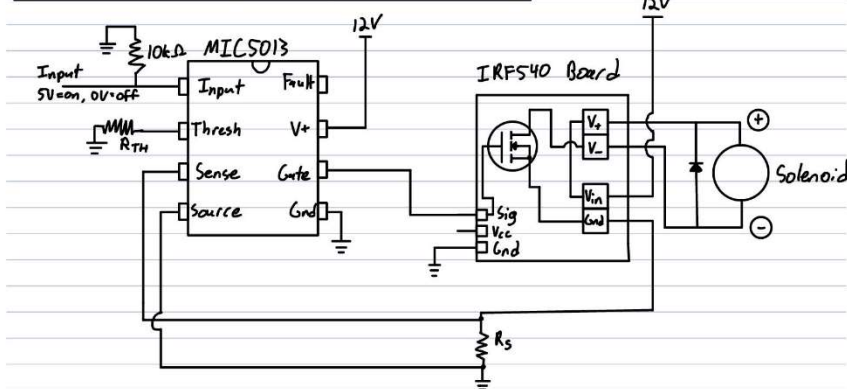 12V
10kΩ
MIC5013
12V
Input
5V=on, 0V=off
Input
Fault
IRF540 Board
Thresh
V+
R_TH
V+
V-
+
Sense
Gate
Solenoid
Source
Gnd
Sig
Vcc
Gnd
Vin
Gnd
-
R_S